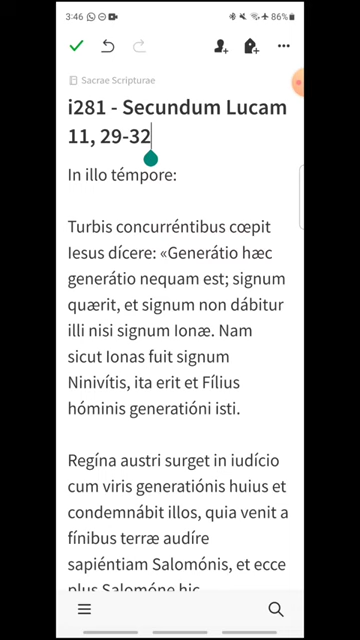 3:46
86%
Sacrae Scripturae
i281 - Secundum Lucam
11, 29-32
In illo témpore:
Turbis concurréntibus cœpit
Iesus dícere: «Generátio hæc
generátio nequam est; signum
quærit, et signum non dábitur
illi nisi signum Ionæ. Nam
sicut Ionas fuit signum
Ninivítis, ita erit et Fílius
hóminis generatióni isti.
Regína austri surget in iudício
cum viris generatiónis huius et
condemnábit illos, quia venit a
fínibus terræ audíre
sapiéntiam Salomónis, et ecce
plus Salomóne hic